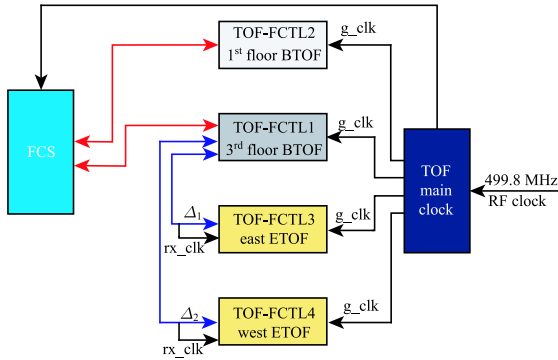 TOF-FCTL2
1st floor BTOF
g_clk
FCS
TOF-FCTL1
3rd floor BTOF
g_clk
TOF
main
clock
499.8 MHz
RF clock
Δ1
rx_clk
TOF-FCTL3
east ETOF
g_clk
Δ2
rx_clk
TOF-FCTL4
west ETOF
g_clk